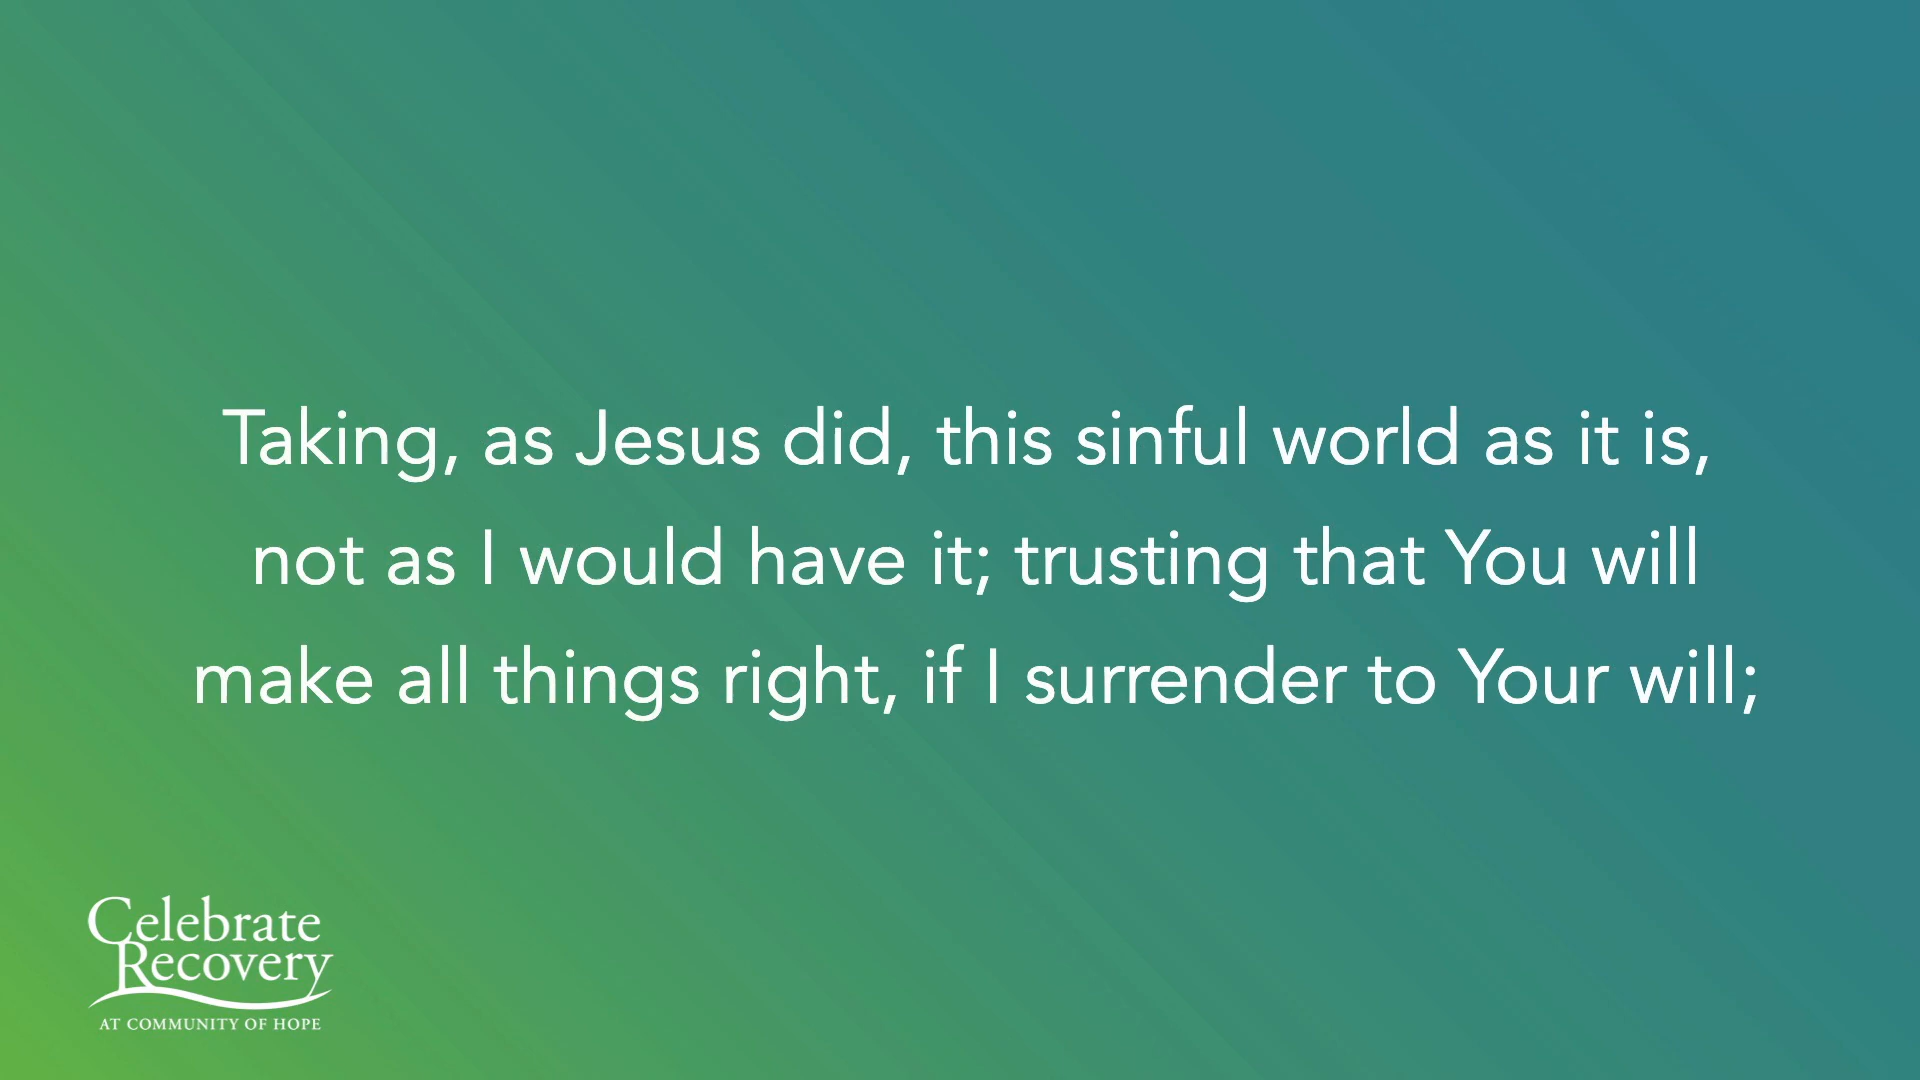 Taking, as Jesus did, this sinful world as it is,
not as I would have it; trusting that You will
make all things right, if I surrender to Your will;
Celebrate
Recovery
AT COMMUNITY OF HOPE